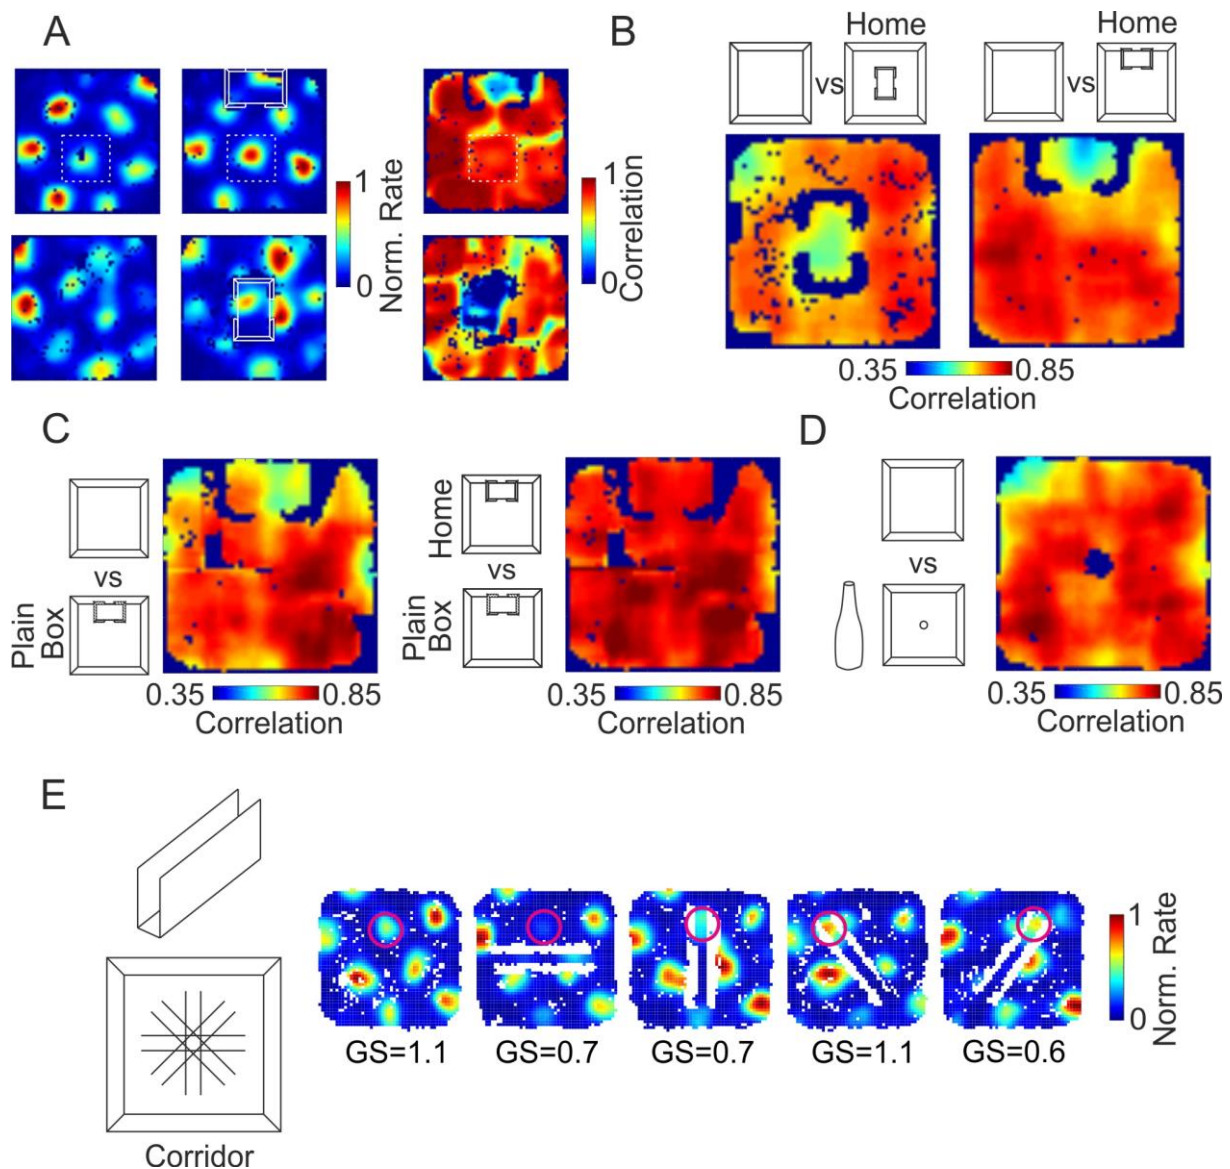 A
1
0
Norm. Rate
1
0
Correlation
B
Home
Home
vs
vs
0.35
0.85
Correlation
C
vs
Plain
Box
0.35
0.85
Correlation
Home
vs
Plain
Box
0.35
0.85
Correlation
D
vs
0.35
0.85
Correlation
E
Corridor
GS=1.1
GS=0.7
GS=0.7
GS=1.1
GS=0.6
1
0
Norm. Rate